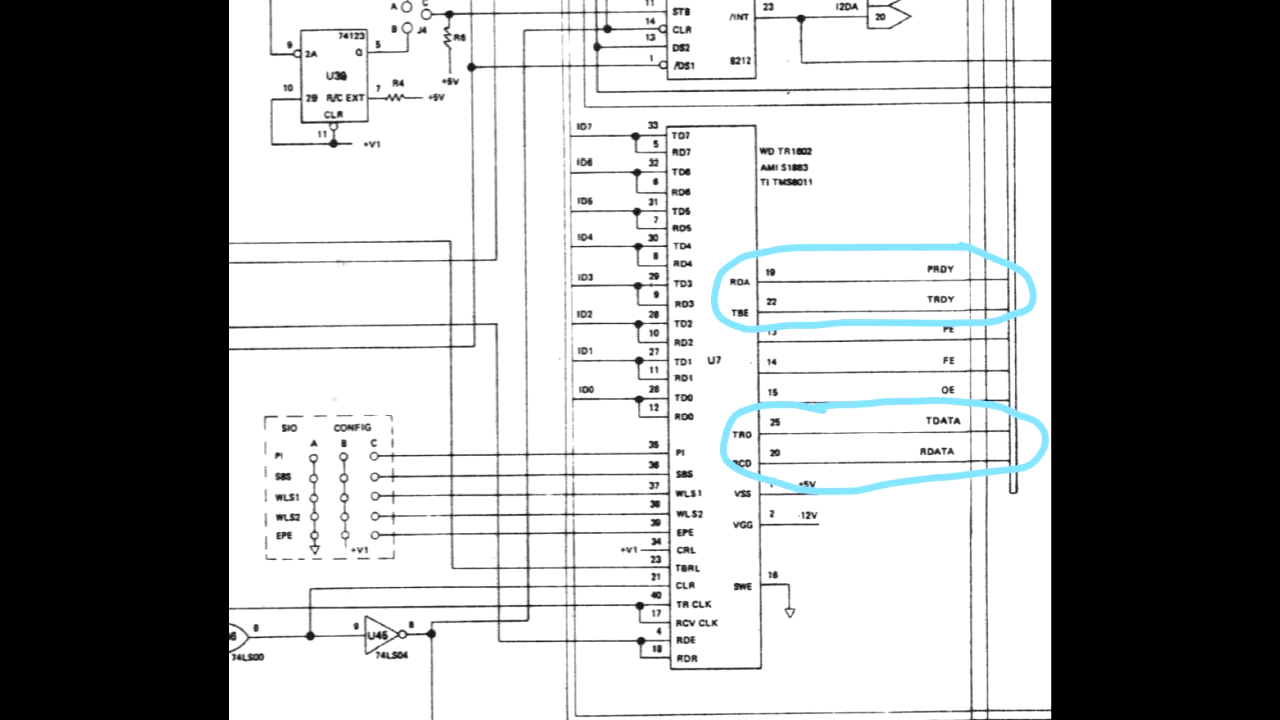 A C
B J4
74123
9 2A Q 5
U39
10 2B R/C EXT 7 R4 +5V
CLR
11 +V1
R6
+5V
11 STB
14 CLR
13 DS2
1 /DS1
/INT 23
8212
I2DA
20
ID7 33 TD7
5 RD7
ID6 32 TD6
6 RD6
ID5 31 TD5
7 RD5
ID4 30 TD4
8 RD4
ID3 29 TD3
9 RD3
ID2 28 TD2
10 RD2
ID1 27 TD1
11 RD1
ID0 26 TD0
12 RD0
U7
WD TR1602
AMI S1883
TI TMS6011
RDA 19 PRDY
TBE 22 TRDY
13 PE
14 FE
15 OE
TRO 25 TDATA
20 RDATA
VSS 1 +5V
VGG 2 -12V
SWE 16
SIO CONFIG
A B C
PI
SBS
WLS1
WLS2
EPE
+V1
35 PI
36 SBS
37 WLS1
38 WLS2
39 EPE
+V1 34 CRL
23 TBRL
21 CLR
40 TR CLK
17 RCV CLK
4 RDE
18 RDR
8
74LS00
9 U45 8
74LS04